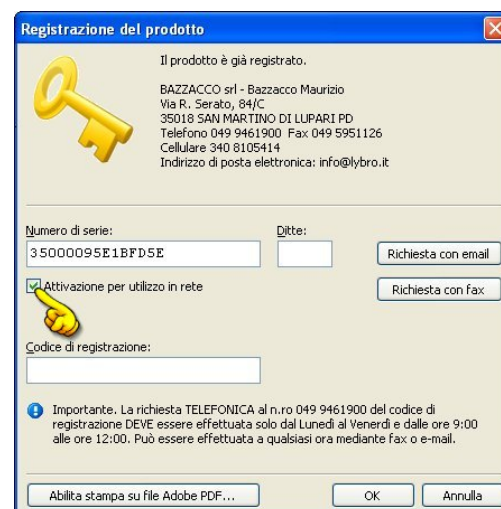 Registrazione del prodotto
Il prodotto è già registrato.
BAZZACCO srl - Bazzacco Maurizio
Via R. Serato, 84/C
35018 SAN MARTINO DI LUPARI PD
Telefono 049 9461900 Fax 049 5951126
Cellulare 340 8105414
Indirizzo di posta elettronica: info@lybro.it
Numero di serie:
Ditte:
35000095E1BFD5E
Richiesta con email
Attivazione per utilizzo in rete
Richiesta con fax
Codice di registrazione:
Importante. La richiesta TELEFONICA al n.ro 049 9461900 del codice di
registrazione DEVE essere effettuata solo dal Lunedì al Venerdì e dalle ore 9:00
alle ore 12:00. Può essere effettuata a qualsiasi ora mediante fax o e-mail.
Abilita stampa su file Adobe PDF...
OK
Annulla